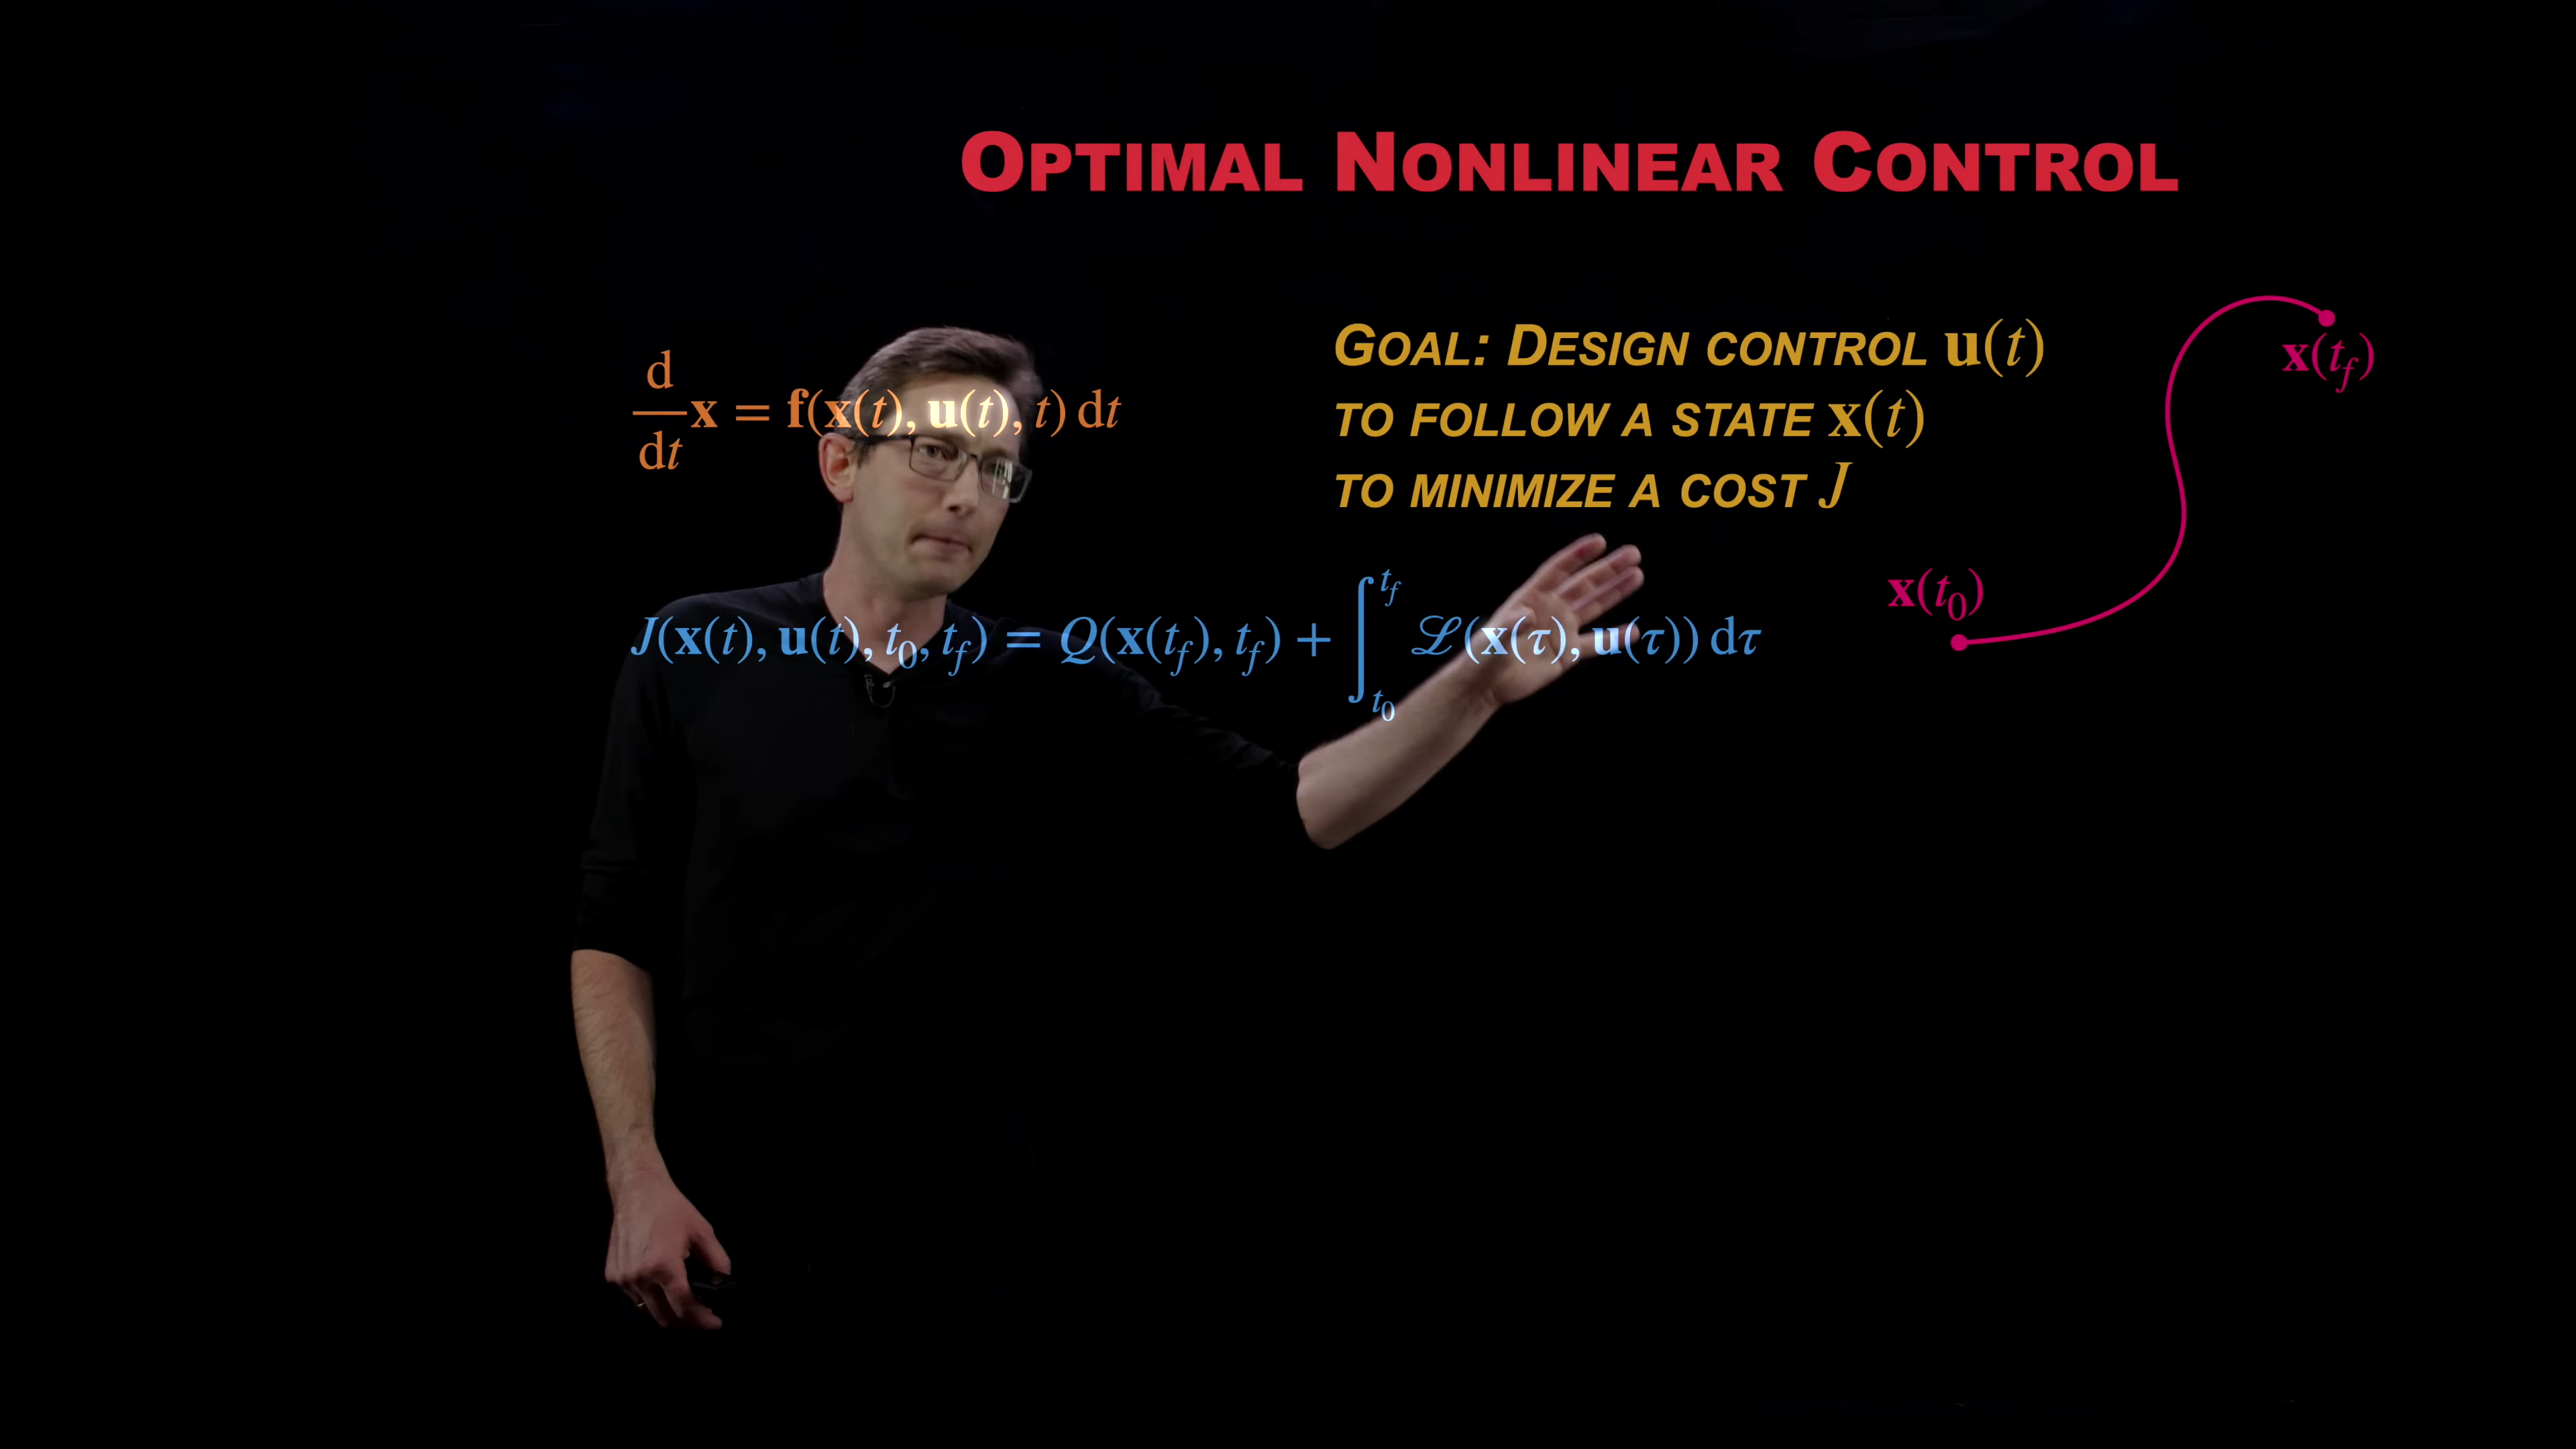 OPTIMAL NONLINEAR CONTROL
d/dt x = f(x(t), u(t), t) dt
GOAL: DESIGN CONTROL u(t)
TO FOLLOW A STATE x(t)
TO MINIMIZE A COST J
x(t_f)
x(t_0)
J(x(t), u(t), t_0, t_f) = Q(x(t_f), t_f) + ∫_{t_0}^{t_f} ℒ(x(τ), u(τ)) dτ